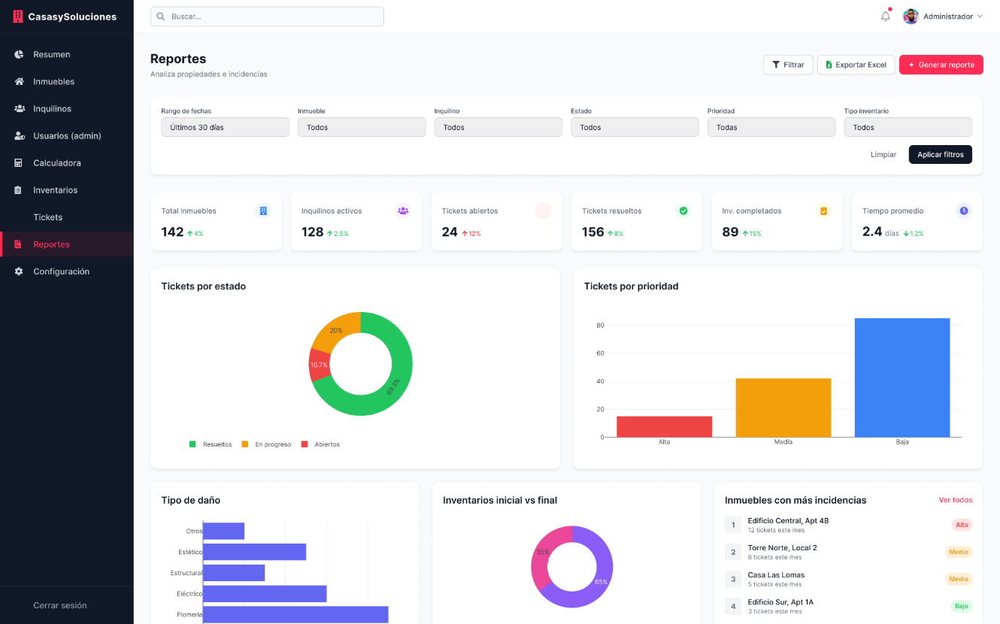 CasasySoluciones
Buscar...
Administrador
Resumen
Inmuebles
Inquilinos
Usuarios (admin)
Calculadora
Inventarios
Tickets
Reportes
Configuración
Cerrar sesión
Reportes
Analiza propiedades e incidencias
Filtrar
Exportar Excel
Generar reporte
Rango de fechas
Últimos 30 días
Inmueble
Todos
Inquilino
Todos
Estado
Todos
Prioridad
Todas
Tipo inventario
Todos
Limpiar
Aplicar filtros
Total inmuebles
142 4%
Inquilinos activos
128 2.5%
Tickets abiertos
24 12%
Tickets resueltos
156 8%
Inv. completados
89 15%
Tiempo promedio
2.4 días 1.2%
Tickets por estado
20%
10.7%
69.3%
Resueltos
En progreso
Abiertos
Tickets por prioridad
80
60
40
20
0
Alta
Media
Baja
Tipo de daño
Otros
Estético
Estructural
Eléctrico
Plomería
Inventarios inicial vs final
35%
65%
Inmuebles con más incidencias
Ver todos
1
Edificio Central, Apt 4B
12 tickets este mes
Alto
2
Torre Norte, Local 2
8 tickets este mes
Medio
3
Casa Las Lomas
5 tickets este mes
Medio
4
Edificio Sur, Apt 1A
3 tickets este mes
Bajo